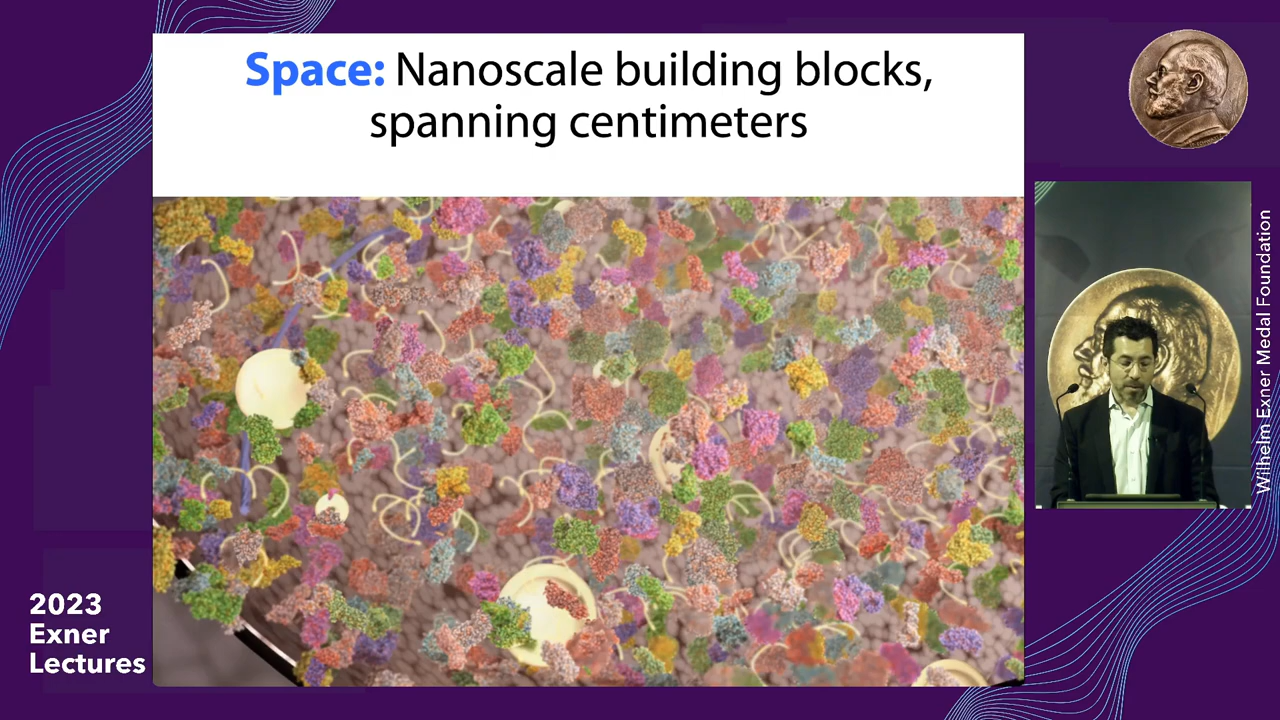 Space: Nanoscale building blocks,
spanning centimeters
Wilhelm Exner Medal Foundation
2023
Exner
Lectures